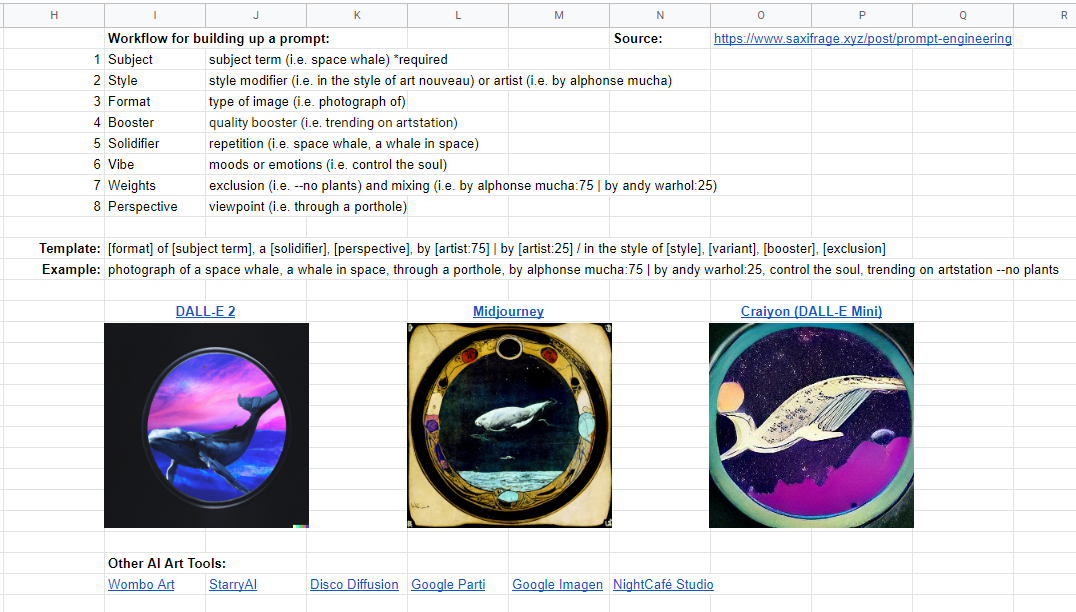 H I J K L M N O P Q R
Workflow for building up a prompt: Source: https://www.saxifrage.xyz/post/prompt-engineering
1 Subject subject term (i.e. space whale) *required
2 Style style modifier (i.e. in the style of art nouveau) or artist (i.e. by alphonse mucha)
3 Format type of image (i.e. photograph of)
4 Booster quality booster (i.e. trending on artstation)
5 Solidifier repetition (i.e. space whale, a whale in space)
6 Vibe moods or emotions (i.e. control the soul)
7 Weights exclusion (i.e. --no plants) and mixing (i.e. by alphonse mucha:75 | by andy warhol:25)
8 Perspective viewpoint (i.e. through a porthole)
Template: [format] of [subject term], a [solidifier], [perspective], by [artist:75] | by [artist:25] / in the style of [style], [variant], [booster], [exclusion]
Example: photograph of a space whale, a whale in space, through a porthole, by alphonse mucha:75 | by andy warhol:25, control the soul, trending on artstation --no plants
DALL-E 2 Midjourney Craiyon (DALL-E Mini)
Other AI Art Tools:
Wombo Art StarryAI Disco Diffusion Google Parti Google Imagen NightCafé Studio